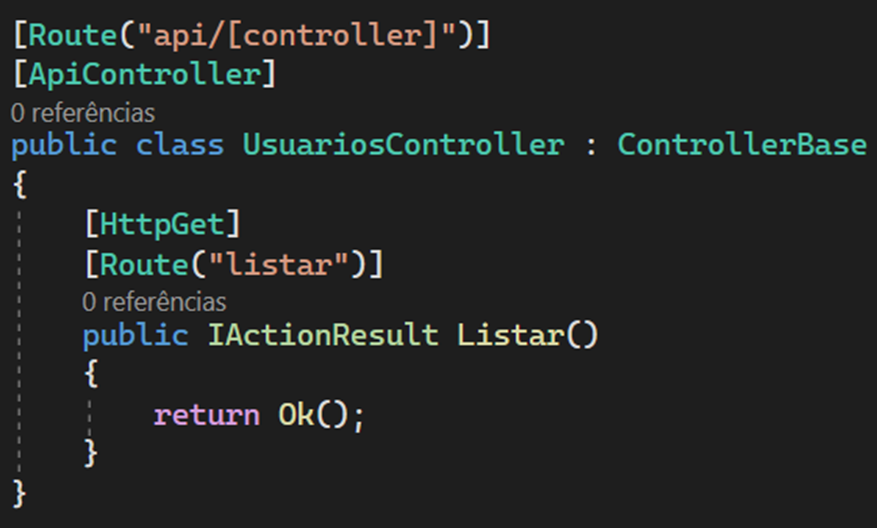 [Route("api/[controller]")]
[ApiController]
0 referências
public class UsuariosController : ControllerBase
{
[HttpGet]
[Route("listar")]
0 referências
public IActionResult Listar()
{
return Ok();
}
}